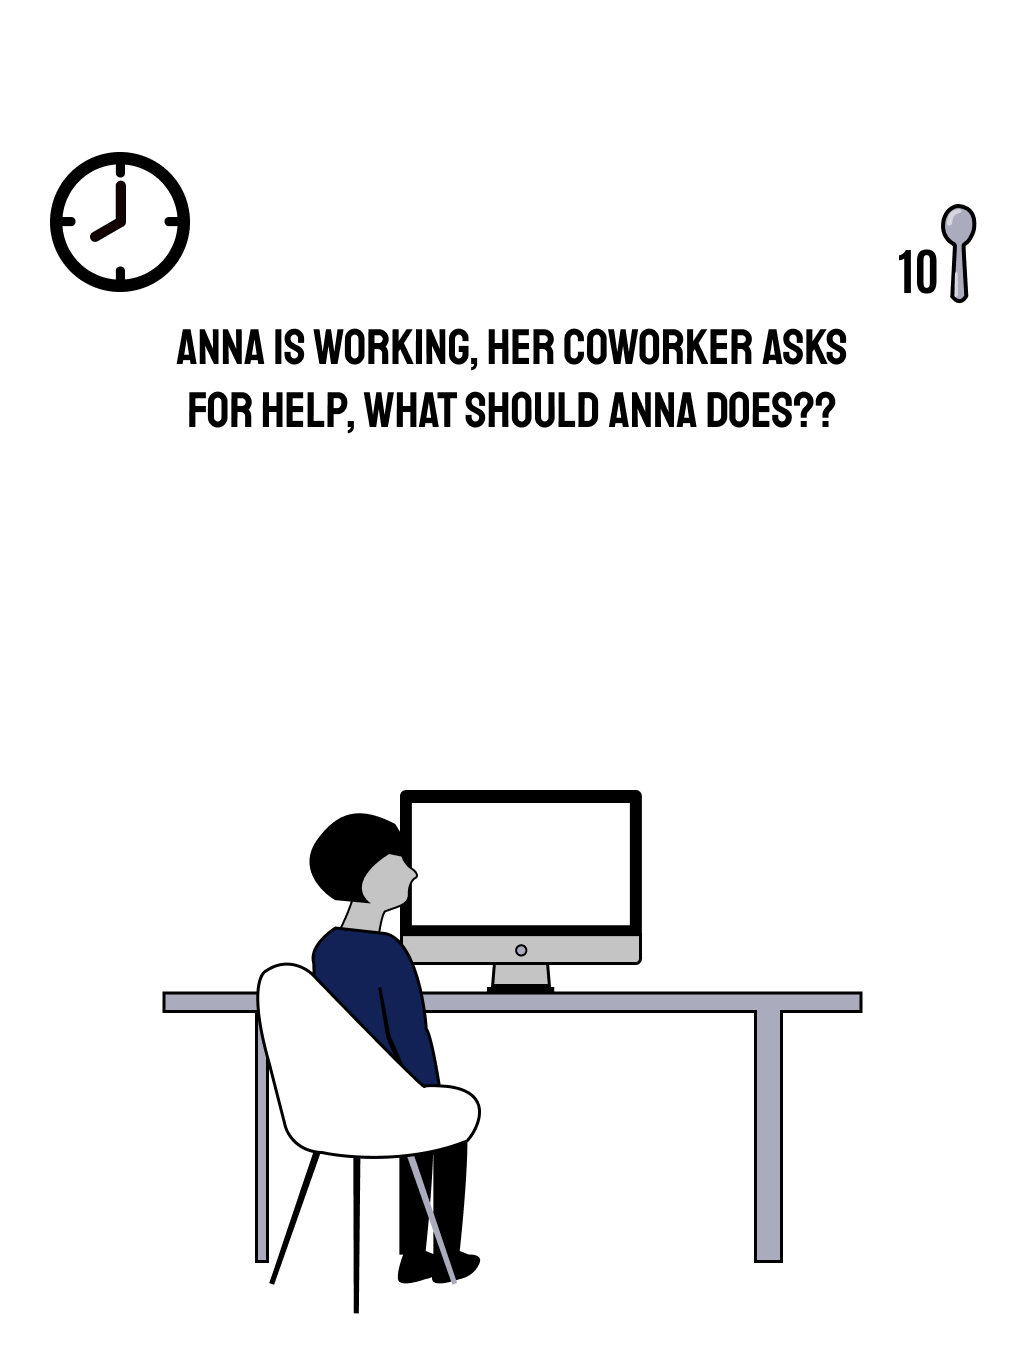 10
ANNA IS WORKING, HER COWORKER ASKS
FOR HELP, WHAT SHOULD ANNA DOES??